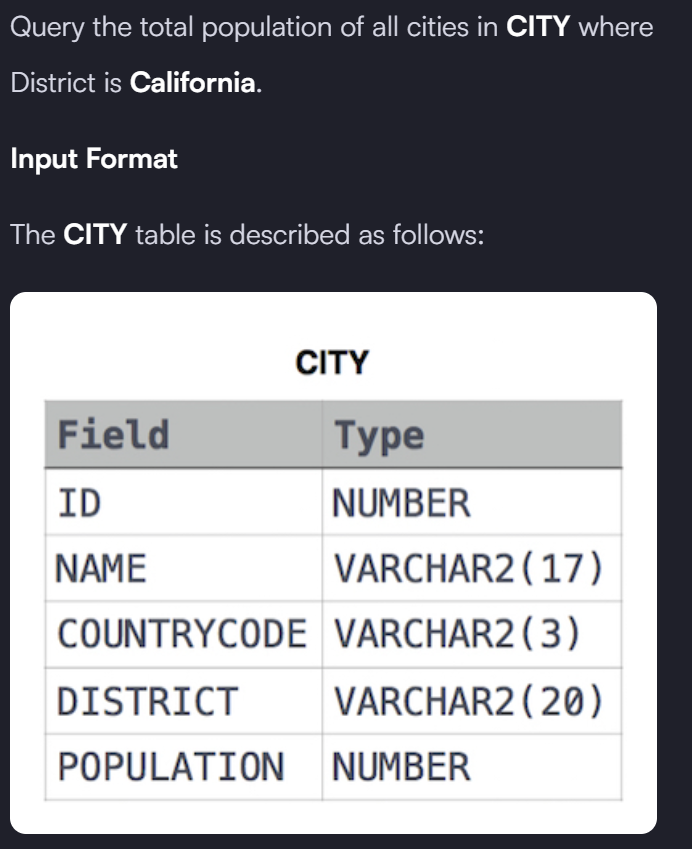 Query the total population of all cities in CITY where
District is California.
Input Format
The CITY table is described as follows:
CITY
Field Type
ID NUMBER
NAME VARCHAR2(17)
COUNTRYCODE VARCHAR2(3)
DISTRICT VARCHAR2(20)
POPULATION NUMBER